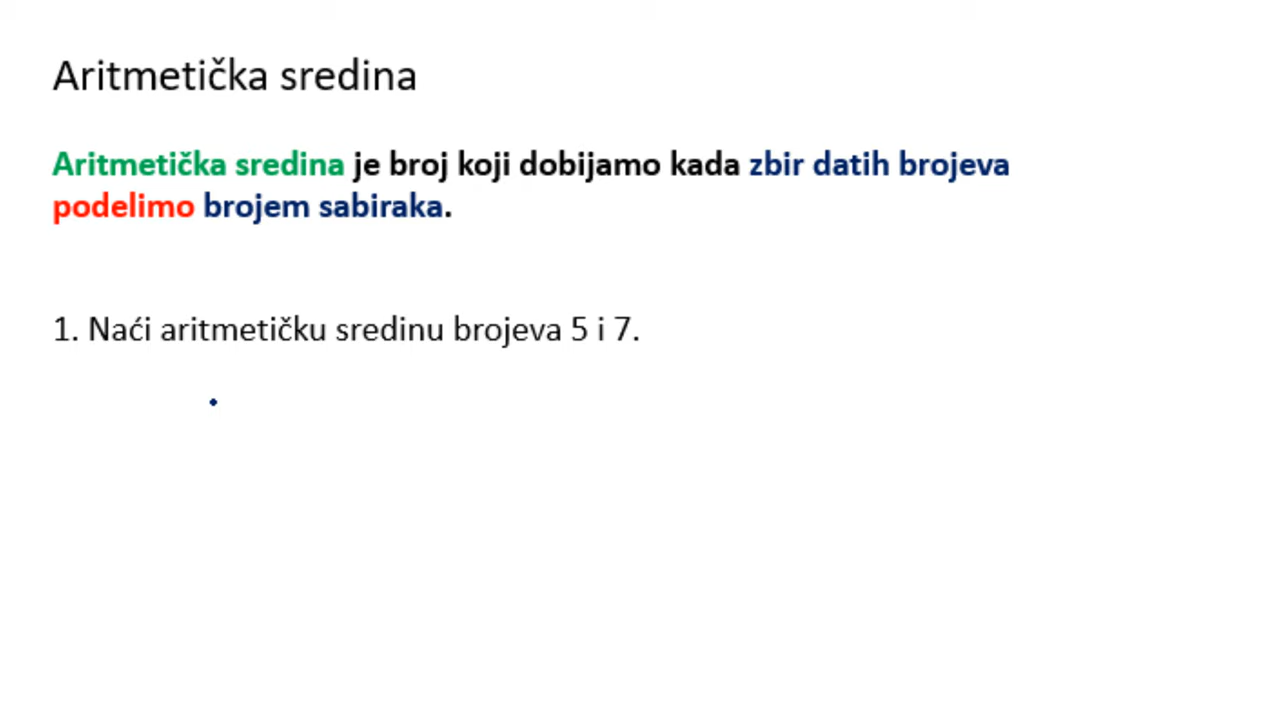 Aritmetička sredina
Aritmetička sredina je broj koji dobijamo kada zbir datih brojeva
podelimo brojem sabiraka.
1. Naći aritmetičku sredinu brojeva 5 i 7.